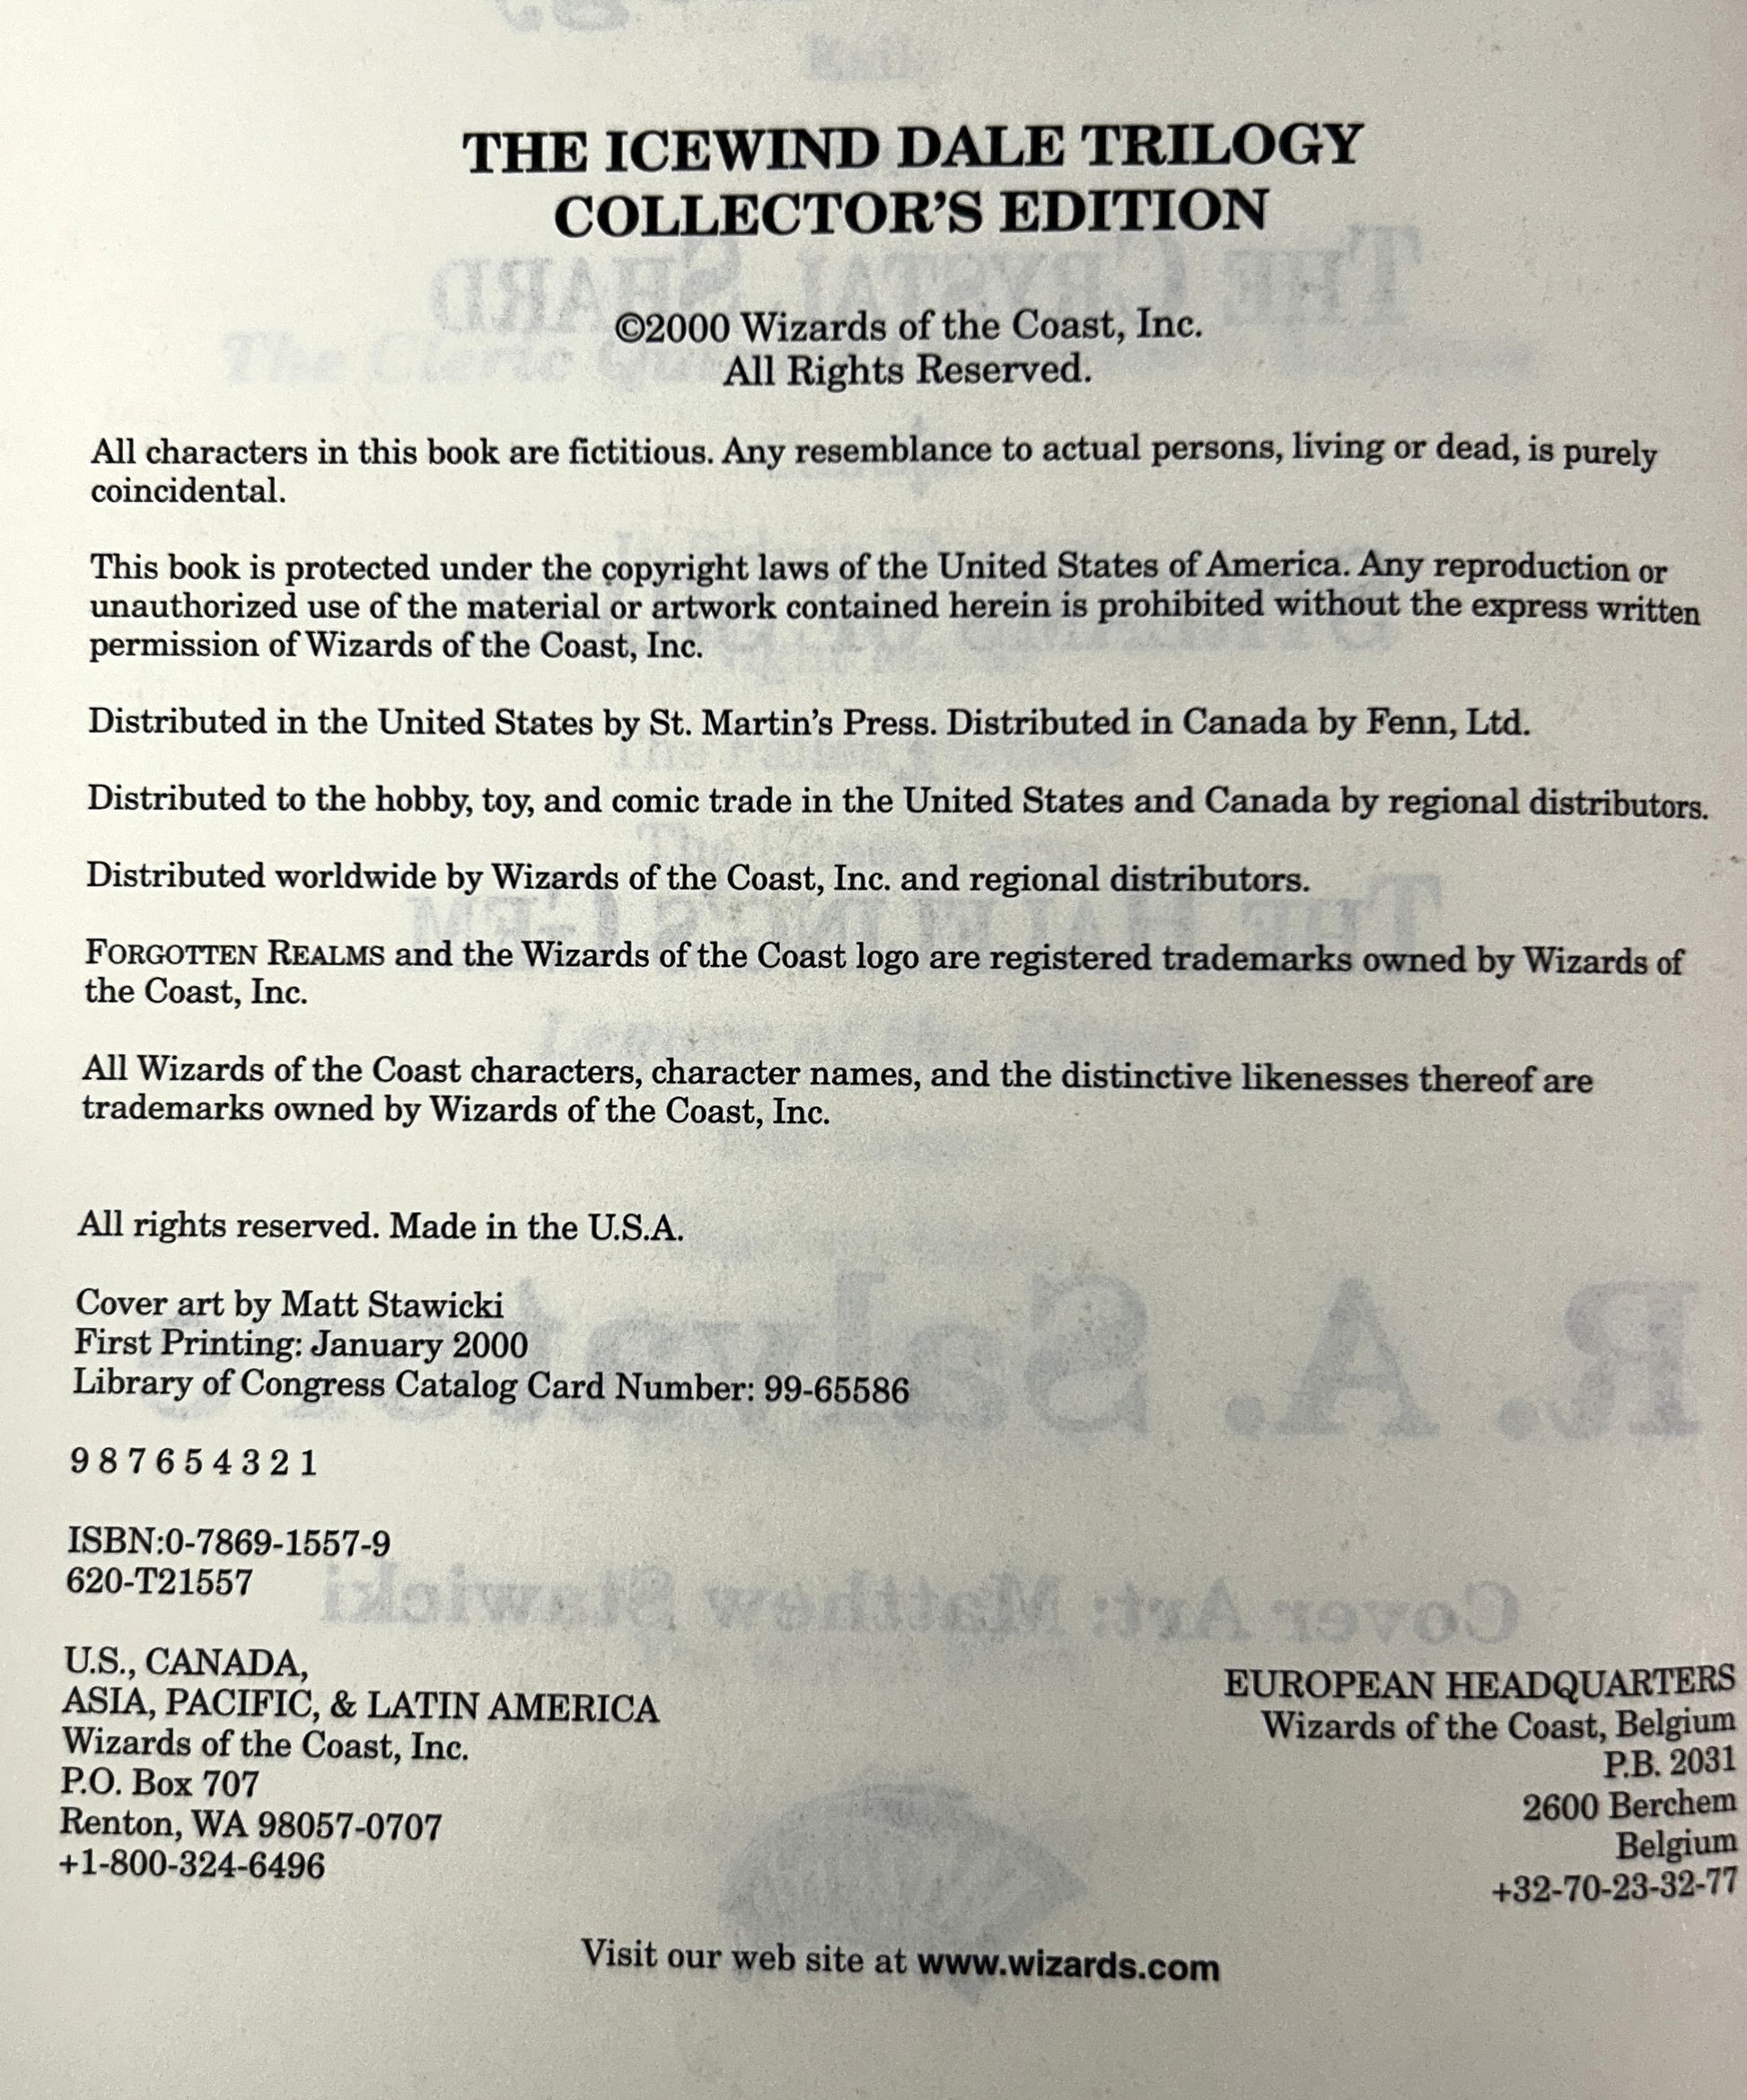 THE ICEWIND DALE TRILOGY
COLLECTOR’S EDITION
©2000 Wizards of the Coast, Inc.
All Rights Reserved.
All characters in this book are fictitious. Any resemblance to actual persons, living or dead, is purely
coincidental.
This book is protected under the copyright laws of the United States of America. Any reproduction or
unauthorized use of the material or artwork contained herein is prohibited without the express written
permission of Wizards of the Coast, Inc.
Distributed in the United States by St. Martin’s Press. Distributed in Canada by Fenn, Ltd.
Distributed to the hobby, toy, and comic trade in the United States and Canada by regional distributors.
Distributed worldwide by Wizards of the Coast, Inc. and regional distributors.
FORGOTTEN REALMS and the Wizards of the Coast logo are registered trademarks owned by Wizards of
the Coast, Inc.
All Wizards of the Coast characters, character names, and the distinctive likenesses thereof are
trademarks owned by Wizards of the Coast, Inc.
All rights reserved. Made in the U.S.A.
Cover art by Matt Stawicki
First Printing: January 2000
Library of Congress Catalog Card Number: 99-65586
9 8 7 6 5 4 3 2 1
ISBN:0-7869-1557-9
620-T21557
U.S., CANADA,
ASIA, PACIFIC, & LATIN AMERICA
Wizards of the Coast, Inc.
P.O. Box 707
Renton, WA 98057-0707
+1-800-324-6496
EUROPEAN HEADQUARTERS
Wizards of the Coast, Belgium
P.B. 2031
2600 Berchem
Belgium
+32-70-23-32-77
Visit our web site at www.wizards.com